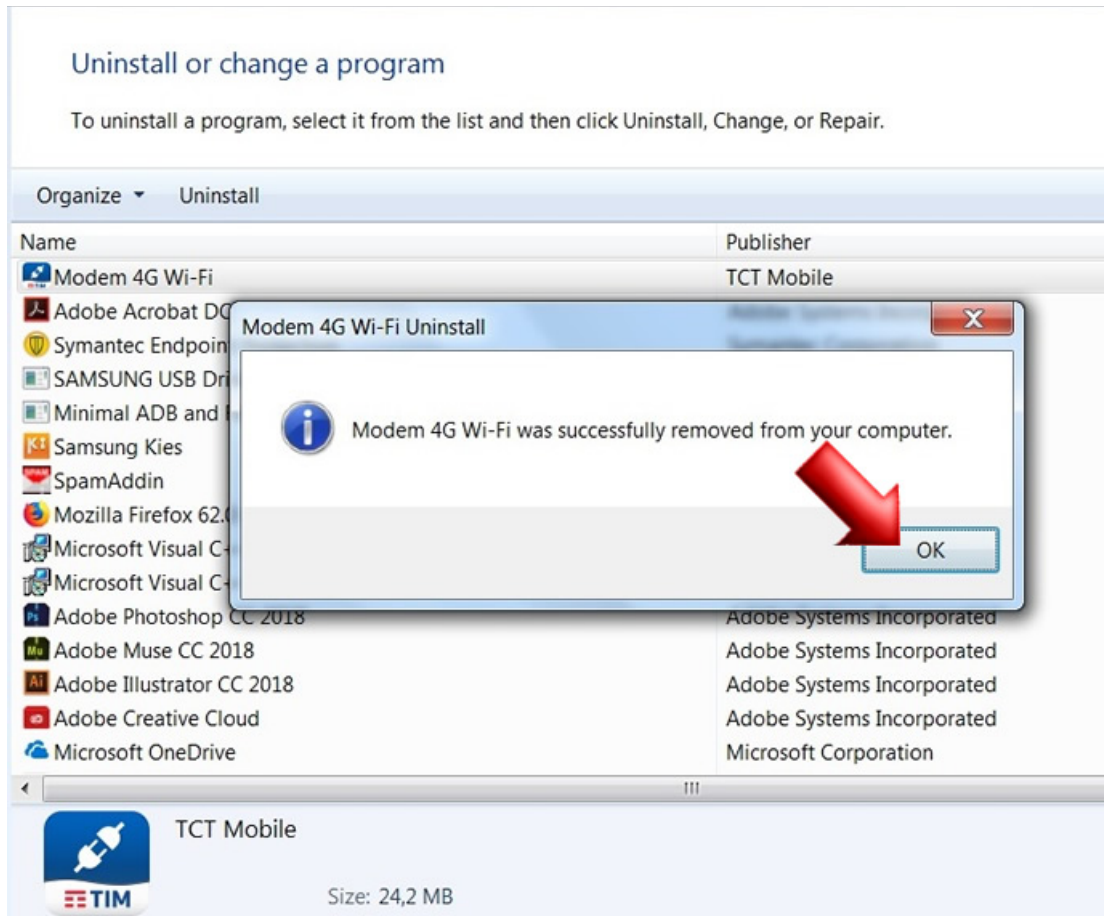 Uninstall or change a program
To uninstall a program, select it from the list and then click Uninstall, Change, or Repair.
Organize Uninstall
Name Publisher
Modem 4G Wi-Fi TCT Mobile
Adobe Acrobat DC
Modem 4G Wi-Fi Uninstall
Symantec Endpoin
SAMSUNG USB Dri
Minimal ADB and
Modem 4G Wi-Fi was successfully removed from your computer.
Samsung Kies
SpamAddin
Mozilla Firefox 62.
Microsoft Visual C
OK
Microsoft Visual C
Adobe Photoshop CC 2018 Adobe Systems Incorporated
Adobe Muse CC 2018 Adobe Systems Incorporated
Adobe Illustrator CC 2018 Adobe Systems Incorporated
Adobe Creative Cloud Adobe Systems Incorporated
Microsoft OneDrive Microsoft Corporation
TCT Mobile
TIM
Size: 24,2 MB